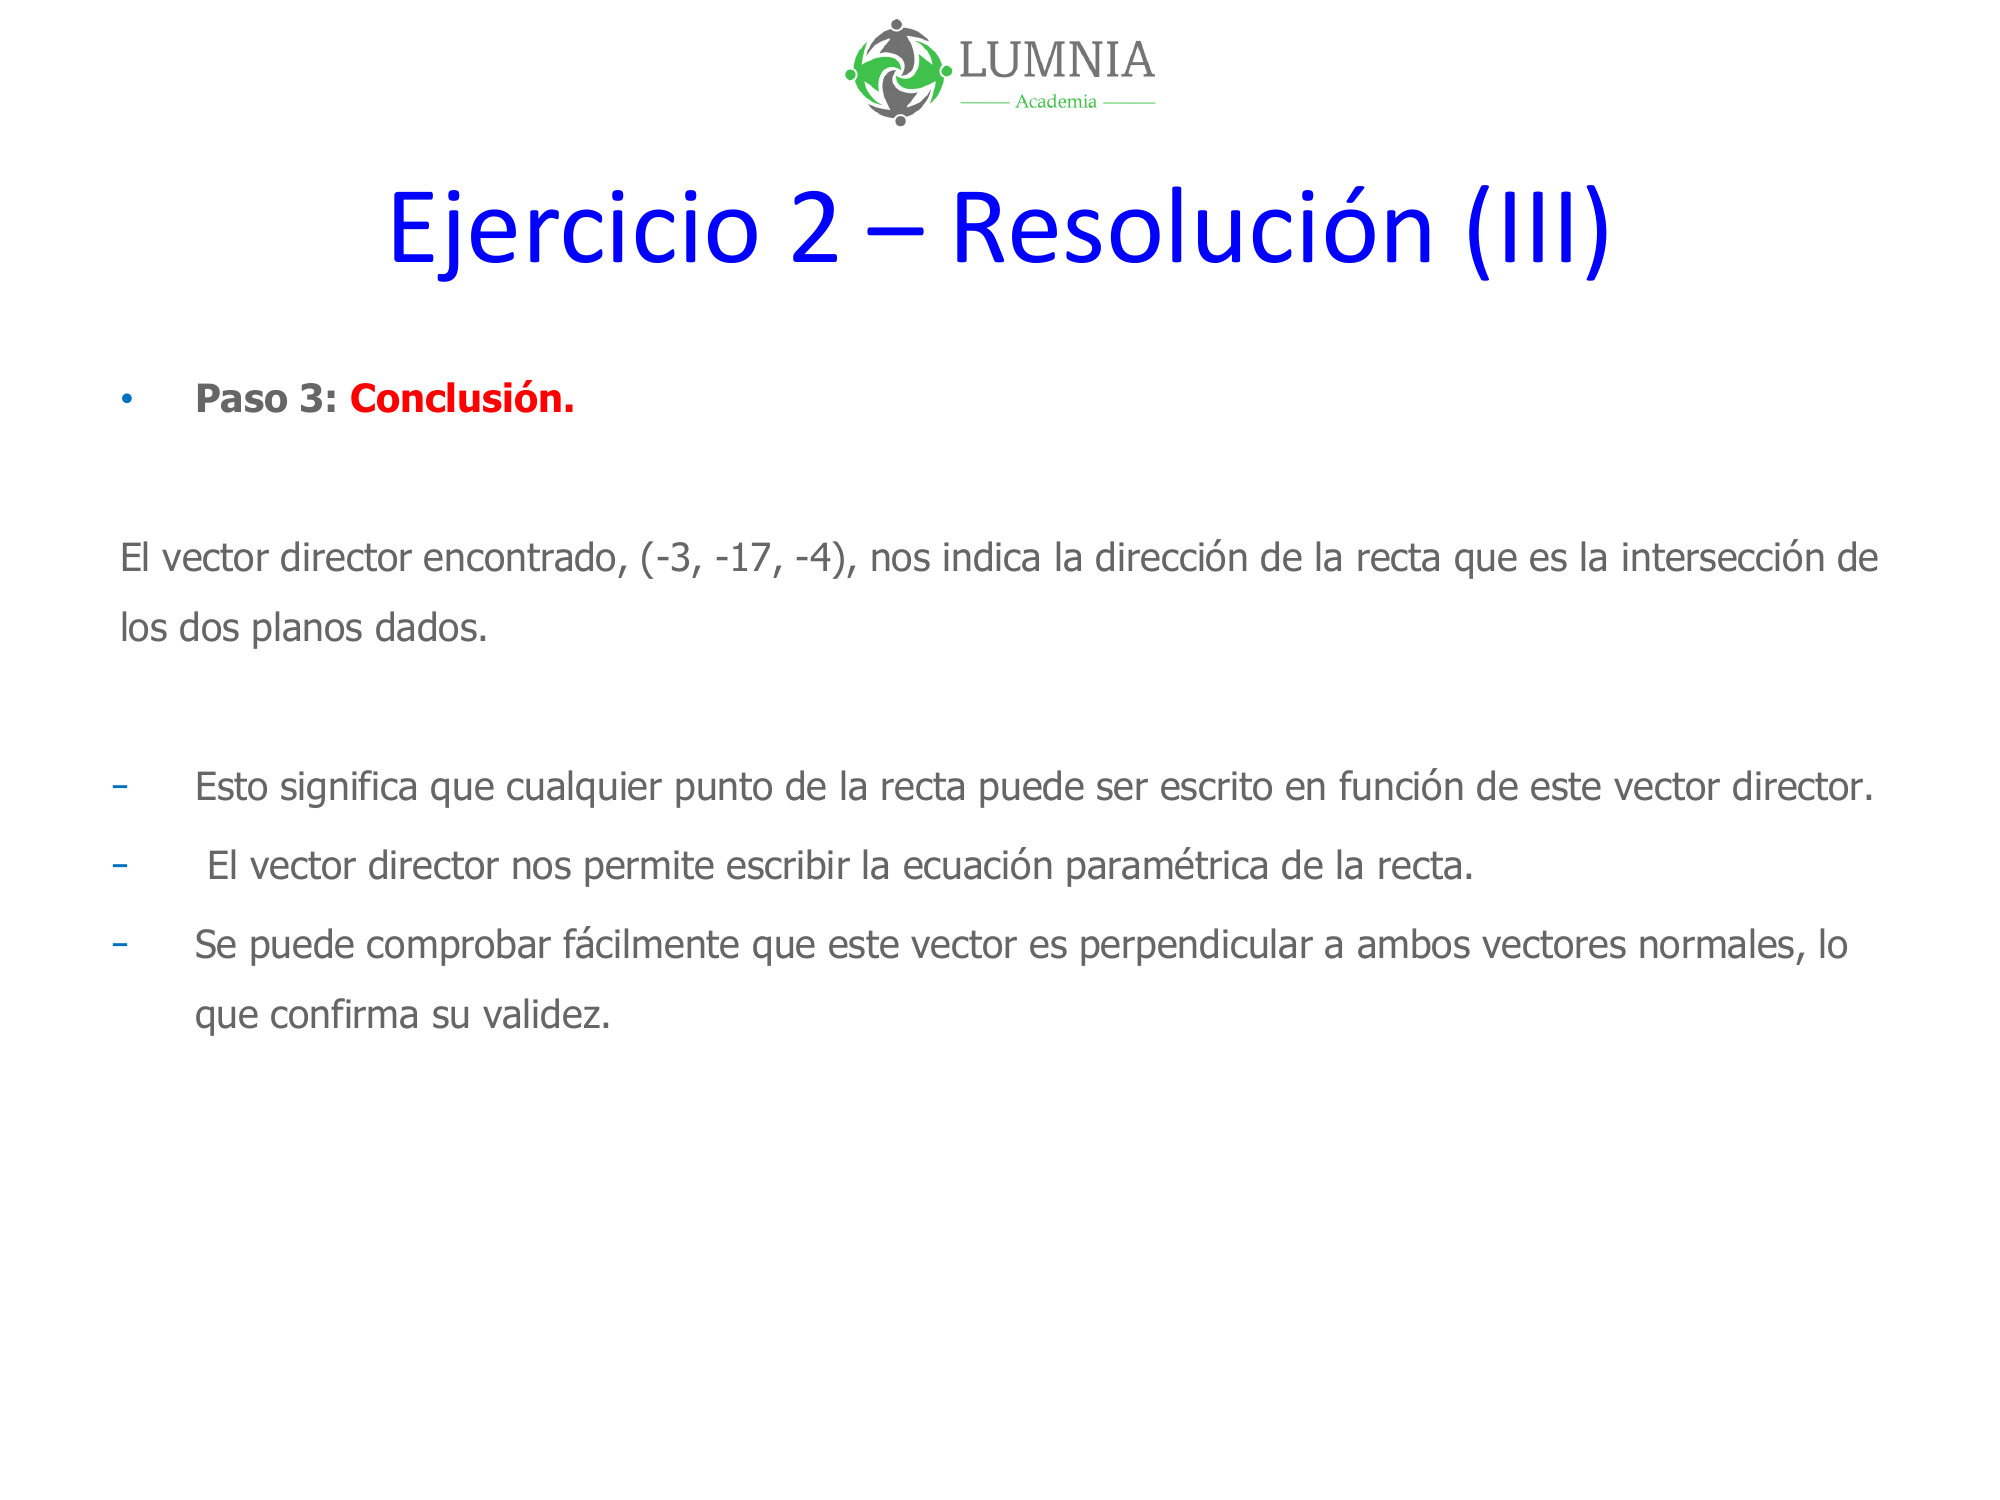 LUMNIA
Academia
Ejercicio 2 – Resolución (III)
• Paso 3: Conclusión.
El vector director encontrado, (-3, -17, -4), nos indica la dirección de la recta que es la intersección de
los dos planos dados.
- Esto significa que cualquier punto de la recta puede ser escrito en función de este vector director.
- El vector director nos permite escribir la ecuación paramétrica de la recta.
- Se puede comprobar fácilmente que este vector es perpendicular a ambos vectores normales, lo
que confirma su validez.